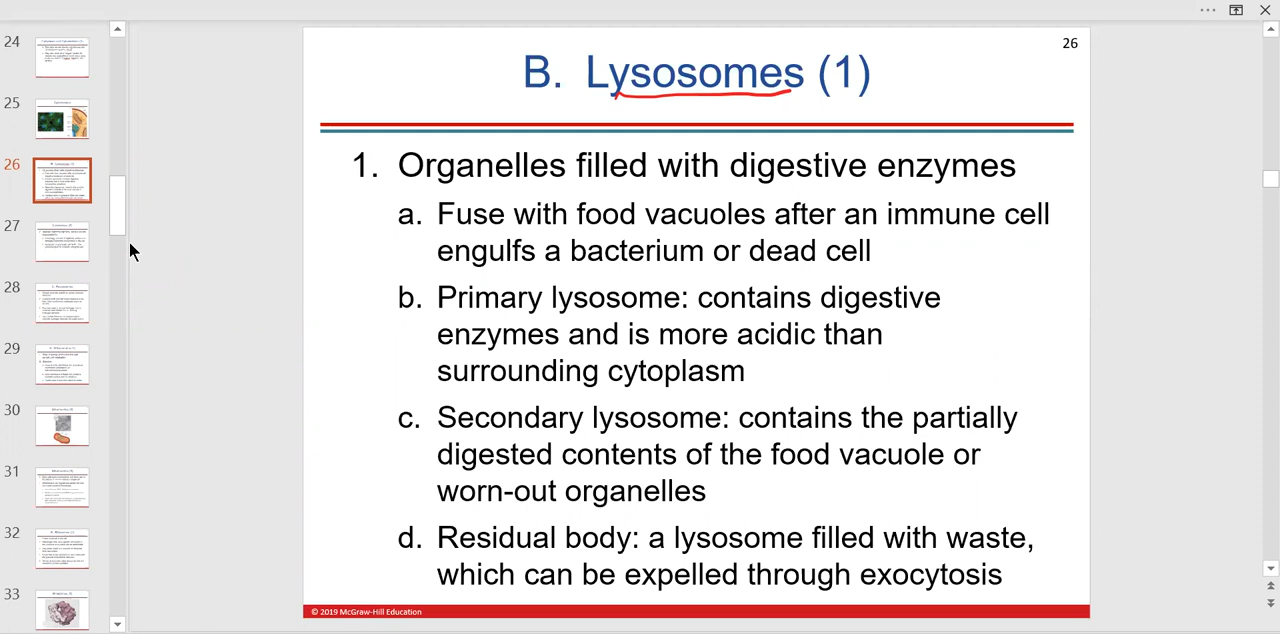 24
25
26
27
28
29
30
31
32
33
26
B. Lysosomes (1)
1. Organelles filled with digestive enzymes
a. Fuse with food vacuoles after an immune cell
engulfs a bacterium or dead cell
b. Primary lysosome: contains digestive
enzymes and is more acidic than
surrounding cytoplasm
c. Secondary lysosome: contains the partially
digested contents of the food vacuole or
worn-out organelles
d. Residual body: a lysosome filled with waste,
which can be expelled through exocytosis
© 2019 McGraw-Hill Education